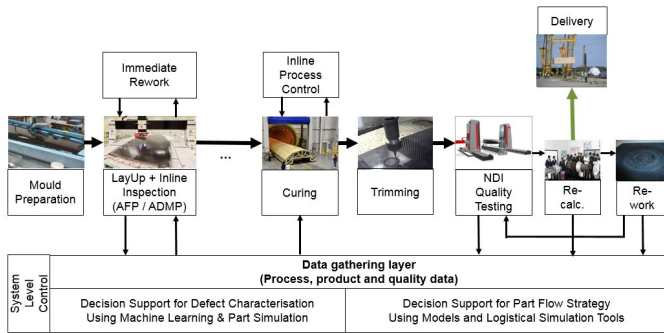 Delivery
Immediate
Rework
Inline
Process
Control
...
Mould
Preparation
LayUp + Inline
Inspection
(AFP / ADMP)
Curing
Trimming
NDI
Quality
Testing
Re-
calc.
Re-
work
System
Level
Control
Data gathering layer
(Process, product and quality data)
Decision Support for Defect Characterisation
Using Machine Learning & Part Simulation
Decision Support for Part Flow Strategy
Using Models and Logistical Simulation Tools